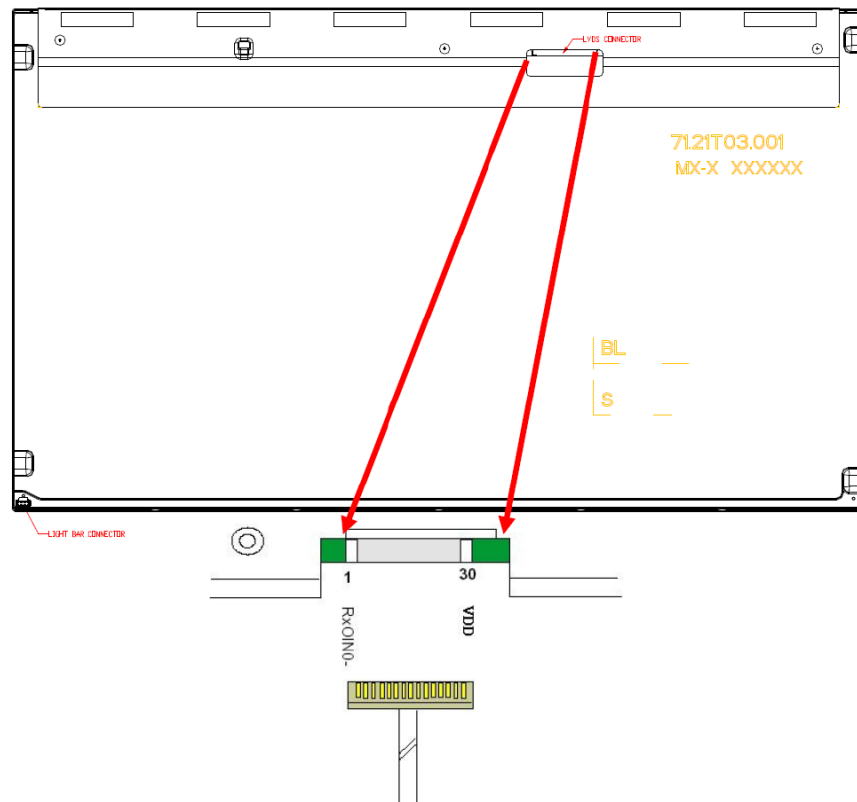 LVDS CONNECTOR
71.21T03.001
MX-X XXXXXX
BL
S
LIGHT BAR CONNECTOR
1
30
RxOIN0-
VDD